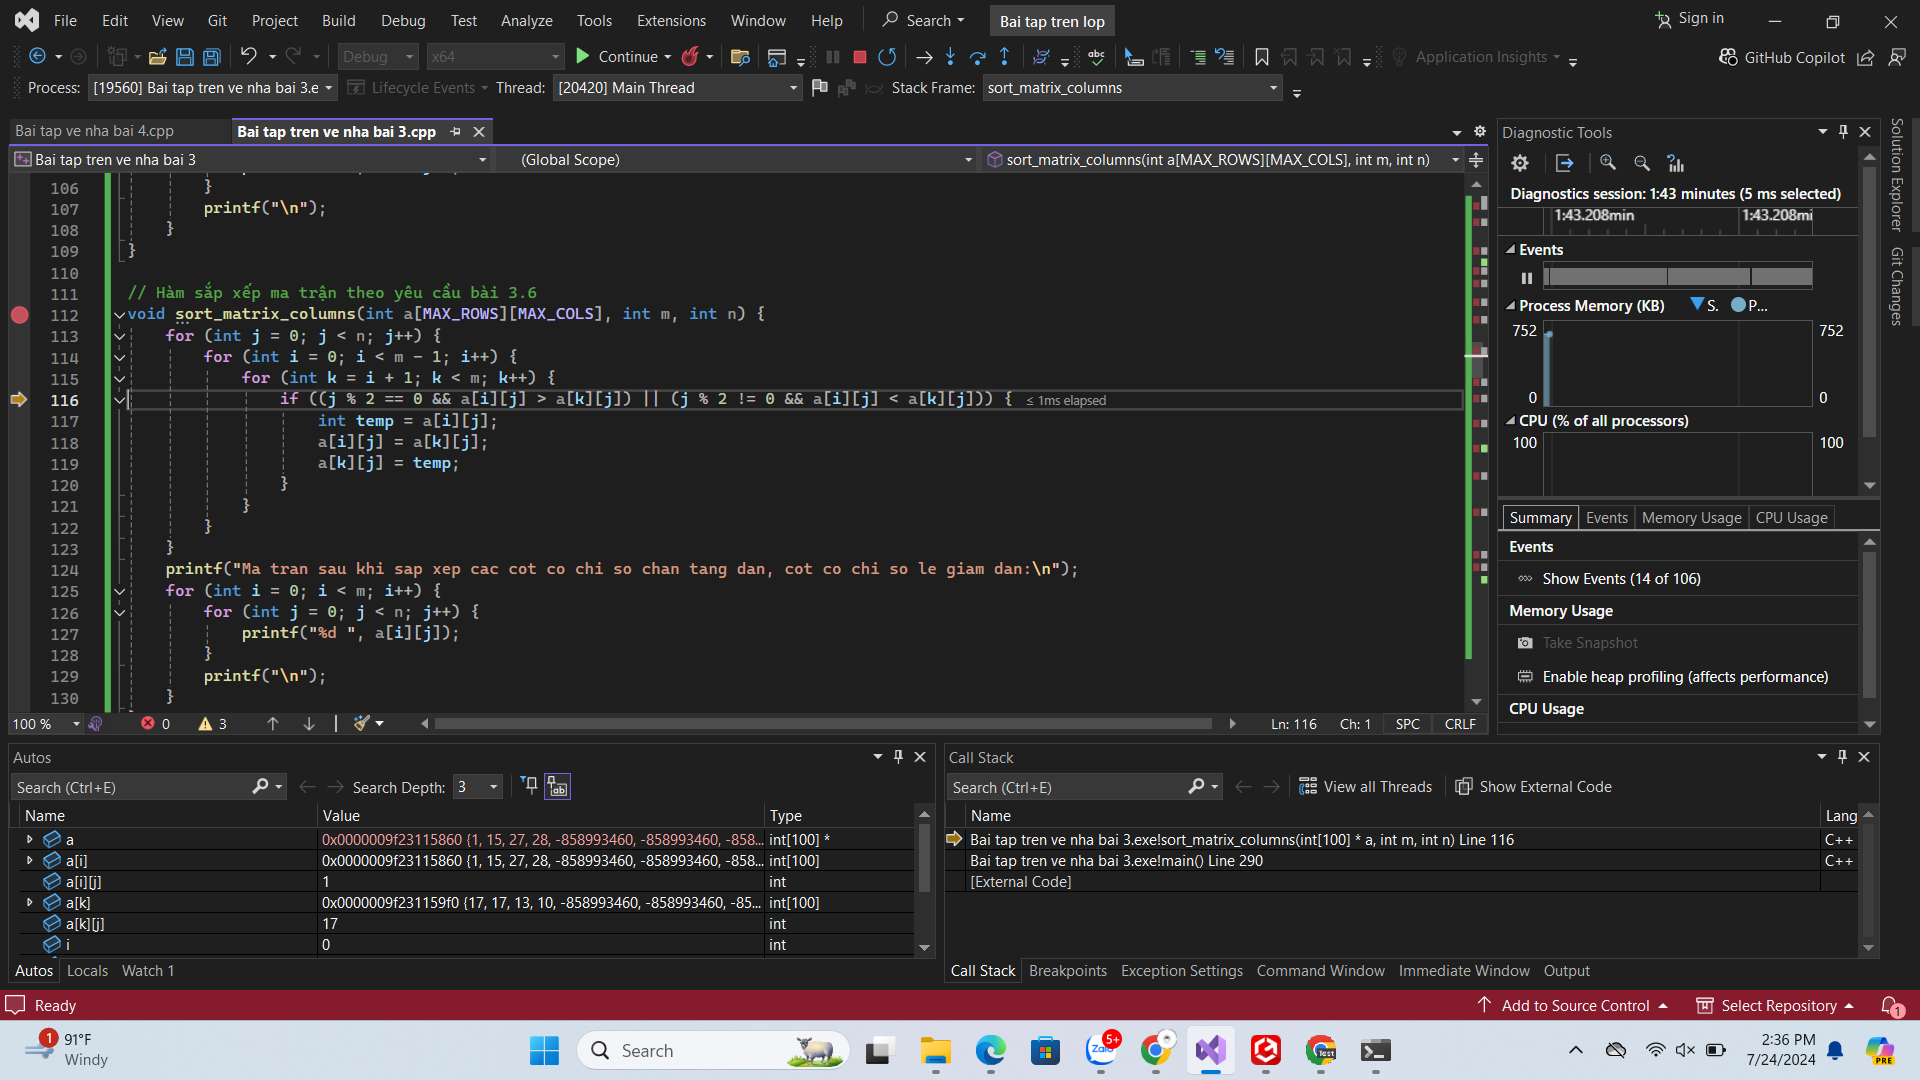 File Edit View Git Project Build Debug Test Analyze Tools Extensions Window Help Search Bai tap tren lop Sign in
Debug x64 Continue Application Insights GitHub Copilot
Process: [19560] Bai tap tren ve nha bai 3.e Lifecycle Events Thread: [20420] Main Thread Stack Frame: sort_matrix_columns
Bai tap ve nha bai 4.cpp Bai tap tren ve nha bai 3.cpp
Bai tap tren ve nha bai 3 (Global Scope) sort_matrix_columns(int a[MAX_ROWS][MAX_COLS], int m, int n)
106 }
107 printf("\n");
108 }
109 }
110
111 // Hàm sắp xếp ma trận theo yêu cầu bài 3.6
112 void sort_matrix_columns(int a[MAX_ROWS][MAX_COLS], int m, int n) {
113 for (int j = 0; j < n; j++) {
114 for (int i = 0; i < m - 1; i++) {
115 for (int k = i + 1; k < m; k++) {
116 if ((j % 2 == 0 && a[i][j] > a[k][j]) || (j % 2 != 0 && a[i][j] < a[k][j])) { ≤ 1ms elapsed
117 int temp = a[i][j];
118 a[i][j] = a[k][j];
119 a[k][j] = temp;
120 }
121 }
122 }
123 }
124 printf("Ma tran sau khi sap xep cac cot co chi so chan tang dan, cot co chi so le giam dan:\n");
125 for (int i = 0; i < m; i++) {
126 for (int j = 0; j < n; j++) {
127 printf("%d ", a[i][j]);
128 }
129 printf("\n");
130 }
100 % 0 3 Ln: 116 Ch: 1 SPC CRLF
Diagnostic Tools
Diagnostics session: 1:43 minutes (5 ms selected)
1:43.208min 1:43.208mi
Events
Process Memory (KB) S. P...
752 752
0 0
CPU (% of all processors)
100 100
Summary Events Memory Usage CPU Usage
Events
Show Events (14 of 106)
Memory Usage
Take Snapshot
Enable heap profiling (affects performance)
CPU Usage
Solution Explorer
Git Changes
Autos
Search (Ctrl+E) Search Depth: 3
Name Value Type
a 0x0000009f23115860 {1, 15, 27, 28, -858993460, -858993460, -858... int[100] *
a[i] 0x0000009f23115860 {1, 15, 27, 28, -858993460, -858993460, -858... int[100]
a[i][j] 1 int
a[k] 0x0000009f231159f0 {17, 17, 13, 10, -858993460, -858993460, -85... int[100]
a[k][j] 17 int
i 0 int
Autos Locals Watch 1
Call Stack
Search (Ctrl+E) View all Threads Show External Code
Name Lang
Bai tap tren ve nha bai 3.exe!sort_matrix_columns(int[100] * a, int m, int n) Line 116 C++
Bai tap tren ve nha bai 3.exe!main() Line 290 C++
[External Code]
Call Stack Breakpoints Exception Settings Command Window Immediate Window Output
Ready Add to Source Control Select Repository 1
1 91°F
Windy
Search
5+
Zalo
Test
2:36 PM
7/24/2024
PRE